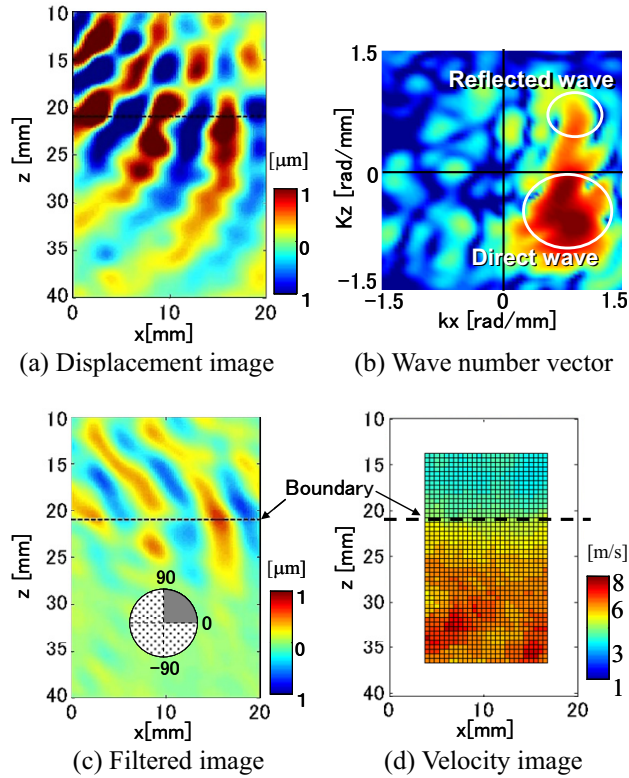 10
15
20
25
30
35
40
z [mm]
0
10
20
x[mm]
[µm]
1
0
1
(a) Displacement image
1.5
0
−1.5
Kz [rad/mm]
Reflected wave
Direct wave
−1.5
0
1.5
kx [rad/mm]
(b) Wave number vector
10
15
20
25
30
35
40
z [mm]
90
0
−90
0
10
20
x[mm]
[µm]
1
0
1
(c) Filtered image
Boundary
10
15
20
25
30
35
40
z [mm]
0
10
20
x[mm]
[m/s]
8
6
3
1
(d) Velocity image